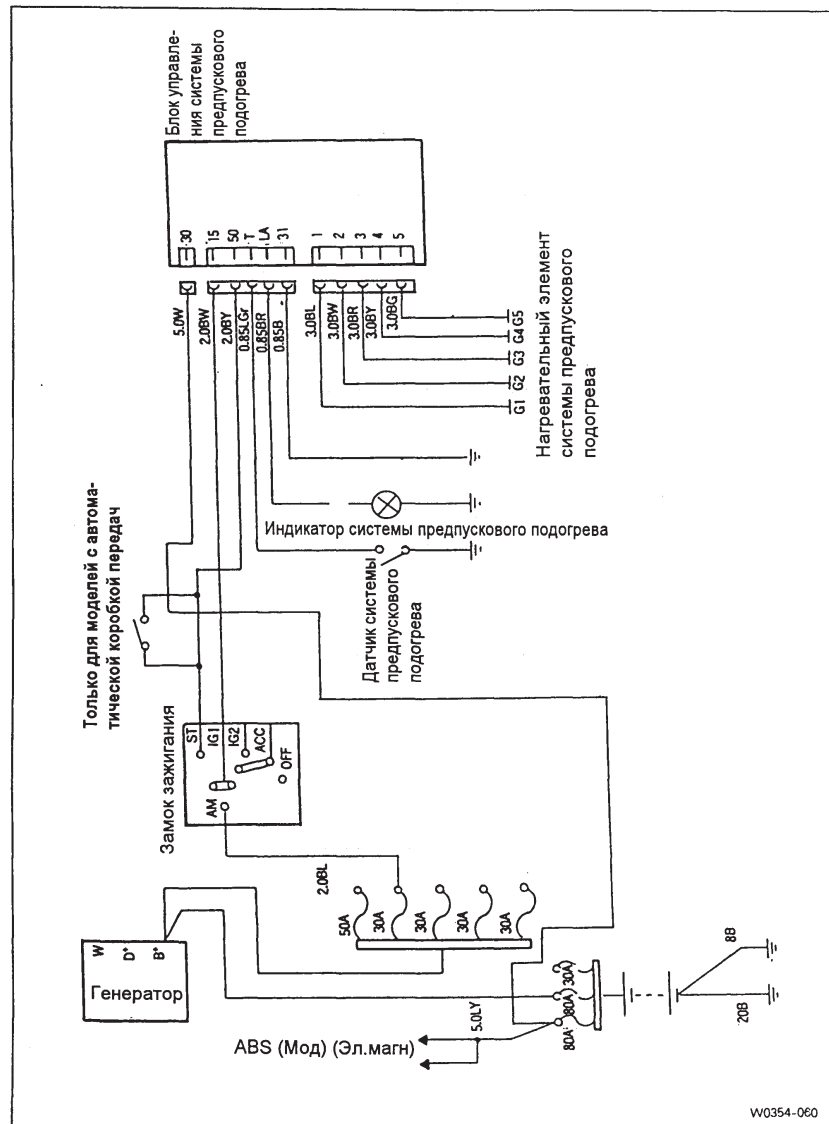 Блок управле-
ния системы
предпускового
подогрева
30
15
50
T
LA
31
1
2
3
4
5
5.0W
2.0BW
2.0BY
0.85LGr
0.85BR
0.85B
3.0BL
3.0BW
3.0BR
3.0BY
3.0BG
G5
G4
G3
G2
G1
Нагревательный элемент
системы предпускового
подогрева
Индикатор системы предпускового подогрева
Датчик системы
предпускового
подогрева
Только для моделей с автома-
тической коробкой передач
Замок зажигания
ST
IG1
IG2
ACC
AM
OFF
2.0BL
50A
30A
30A
30A
30A
W
D+
B+
Генератор
ABS (Мод) (Эл.магн)
5.0LY
80A
80A
30A
8B
20B
W0354-060